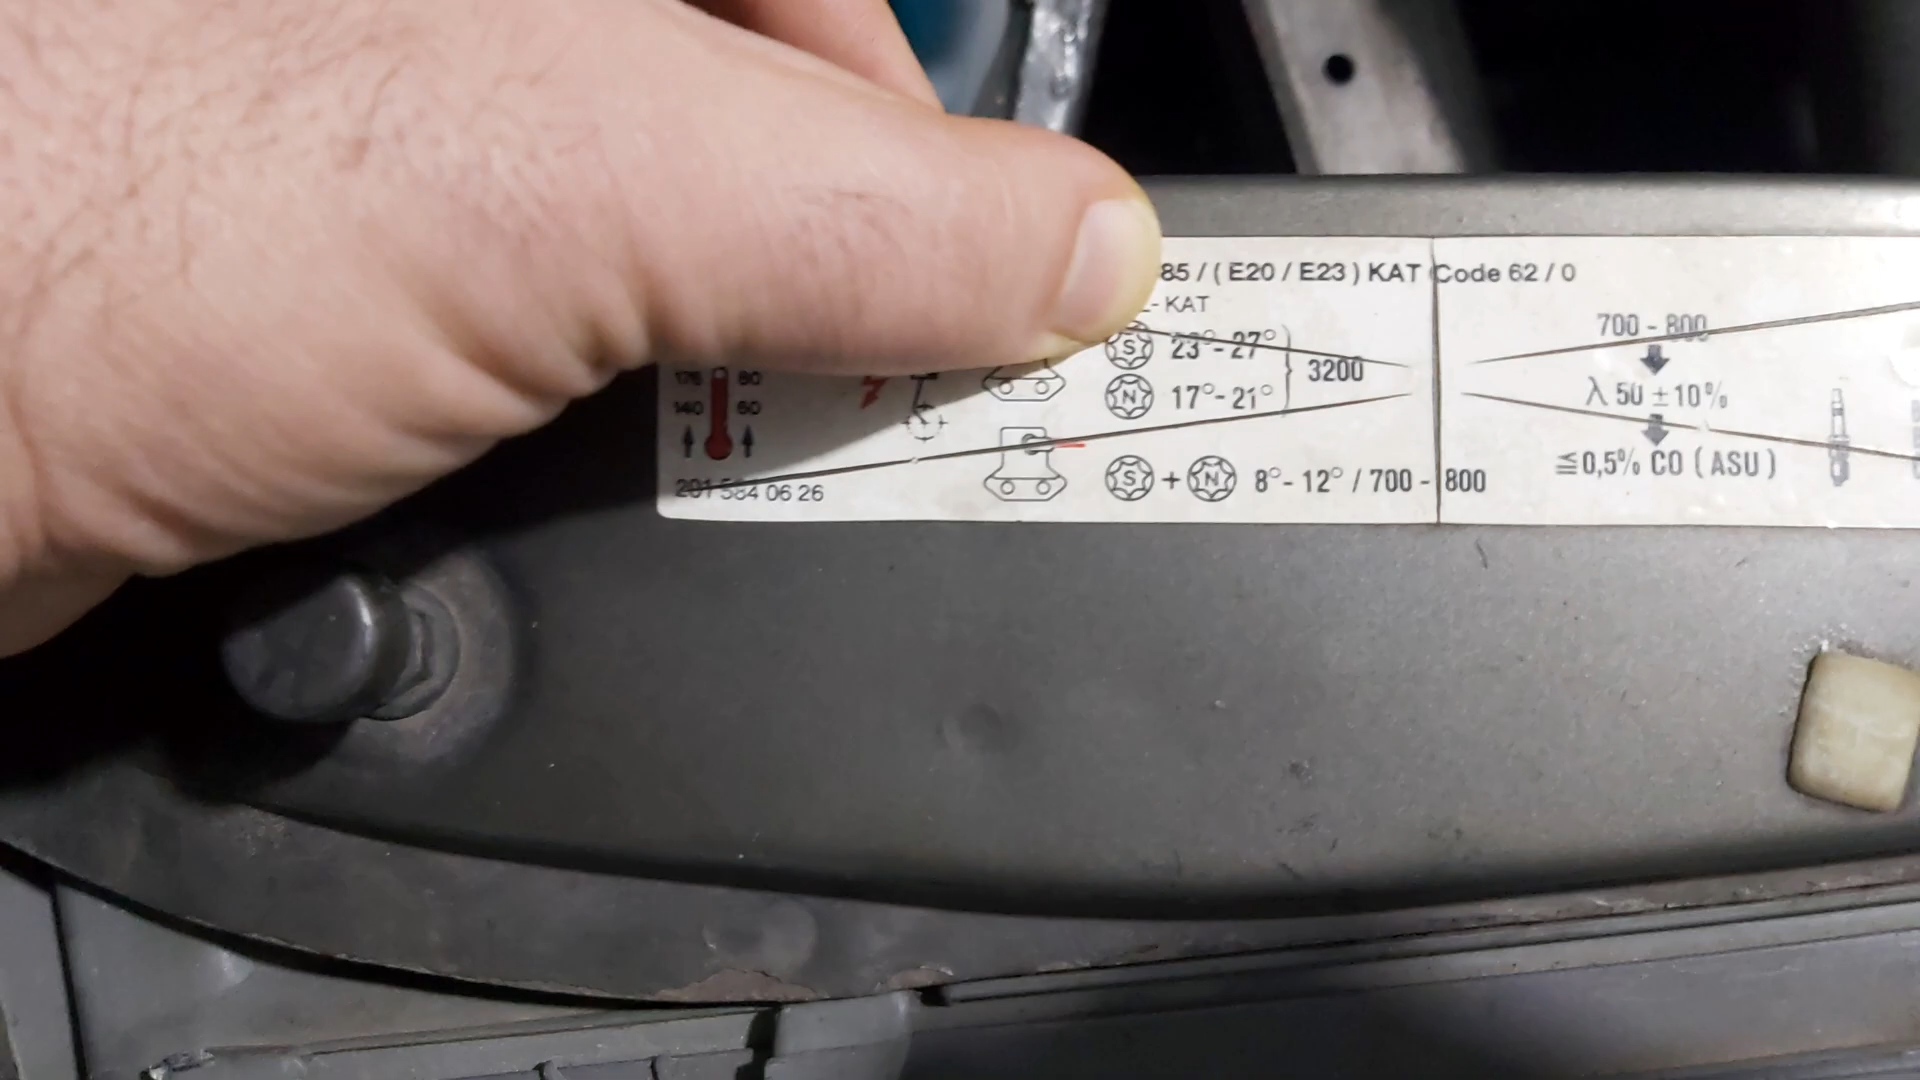 85 / ( E20 / E23 ) KAT Code 62 / 0
- KAT
S 23° - 27°
N 17° - 21°
3200
S + N 8° - 12° / 700 - 800
80
140 60
201 584 06 26
700 - 800
λ 50 ± 10%
≦0,5% CO ( ASU )